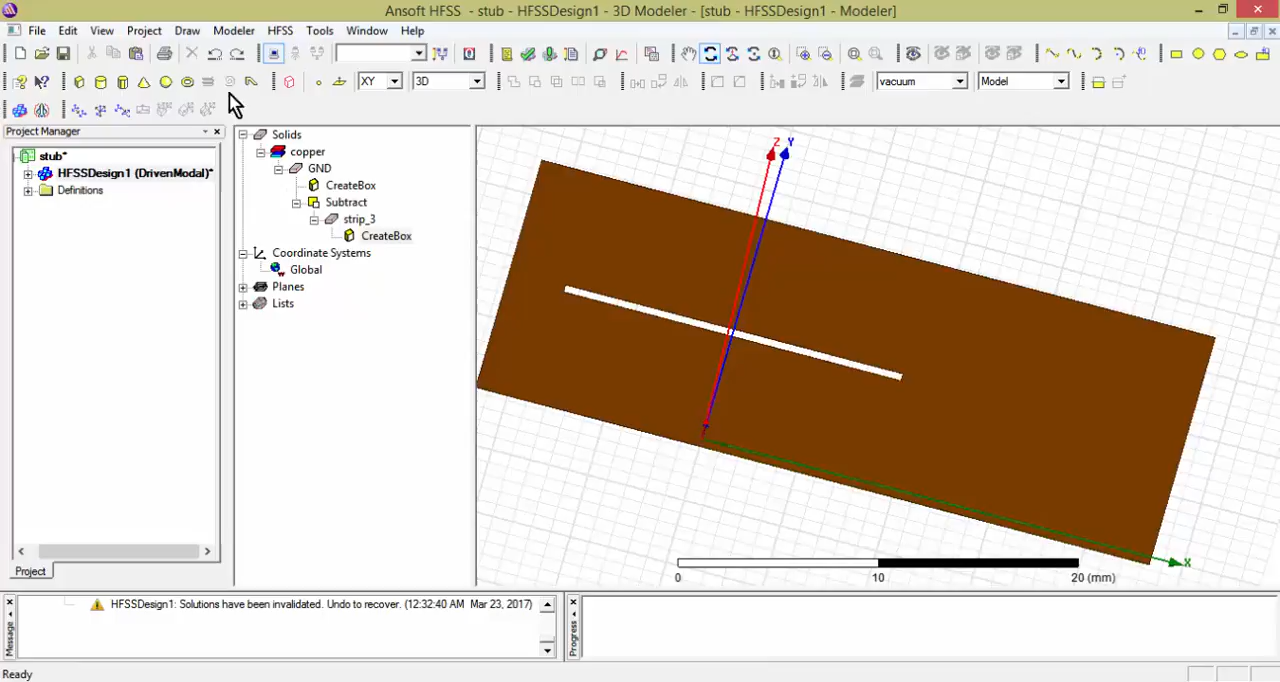 Ansoft HFSS - stub - HFSSDesign1 - 3D Modeler - [stub - HFSSDesign1 - Modeler]
File Edit View Project Draw Modeler HFSS Tools Window Help
XY 3D vacuum Model
Project Manager
stub*
HFSSDesign1 (DrivenModal)*
Definitions
Project
Solids
copper
GND
CreateBox
Subtract
strip_3
CreateBox
Coordinate Systems
Global
Planes
Lists
Z Y
X
0 10 20 (mm)
Message
HFSSDesign1: Solutions have been invalidated. Undo to recover. (12:32:40 AM Mar 23, 2017)
Progress
Ready